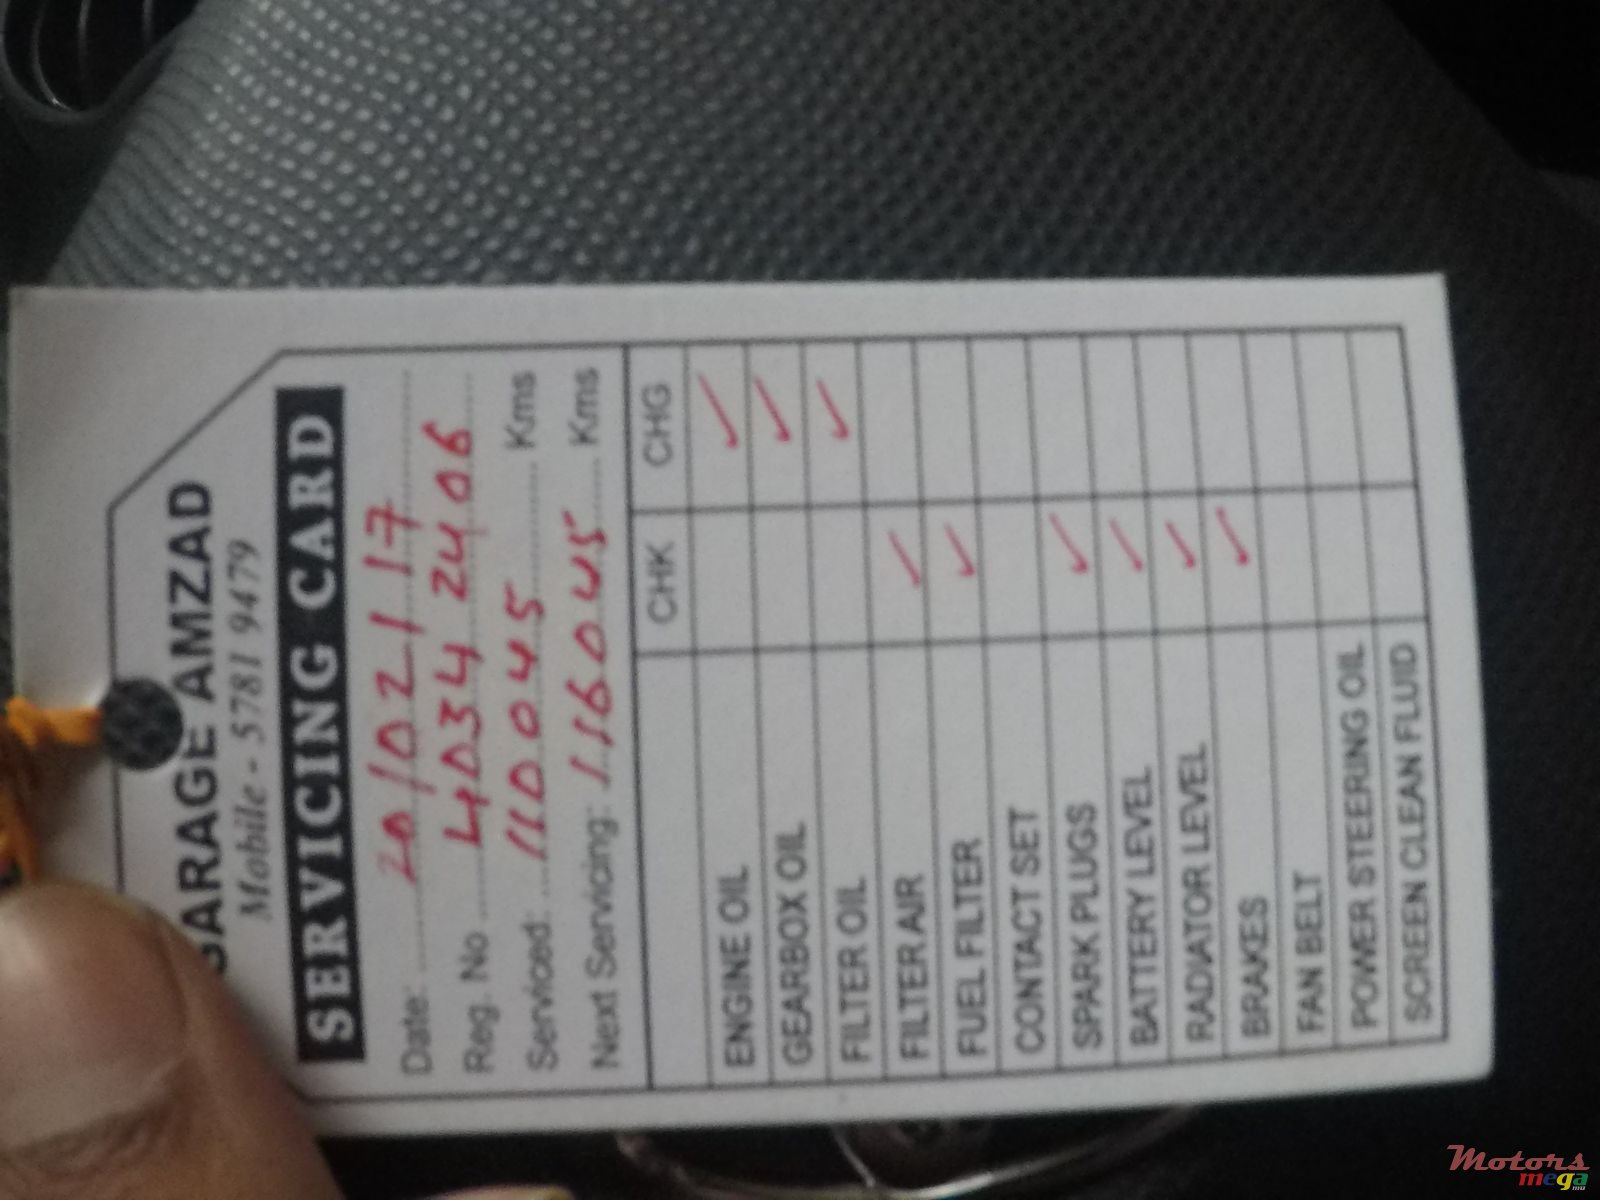 GARAGE AMZAD
Mobile - 5781 9479
SERVICING CARD
Date: 20/02/17
Reg. No 4034 2406
Serviced: 110045 Kms
Next Servicing: 116045 Kms
CHK CHG
ENGINE OIL ✓
GEARBOX OIL ✓
FILTER OIL ✓
FILTER AIR ✓
FUEL FILTER ✓
CONTACT SET
SPARK PLUGS ✓
BATTERY LEVEL ✓
RADIATOR LEVEL ✓
BRAKES ✓
FAN BELT
POWER STEERING OIL
SCREEN CLEAN FLUID
Motors
mega
mu